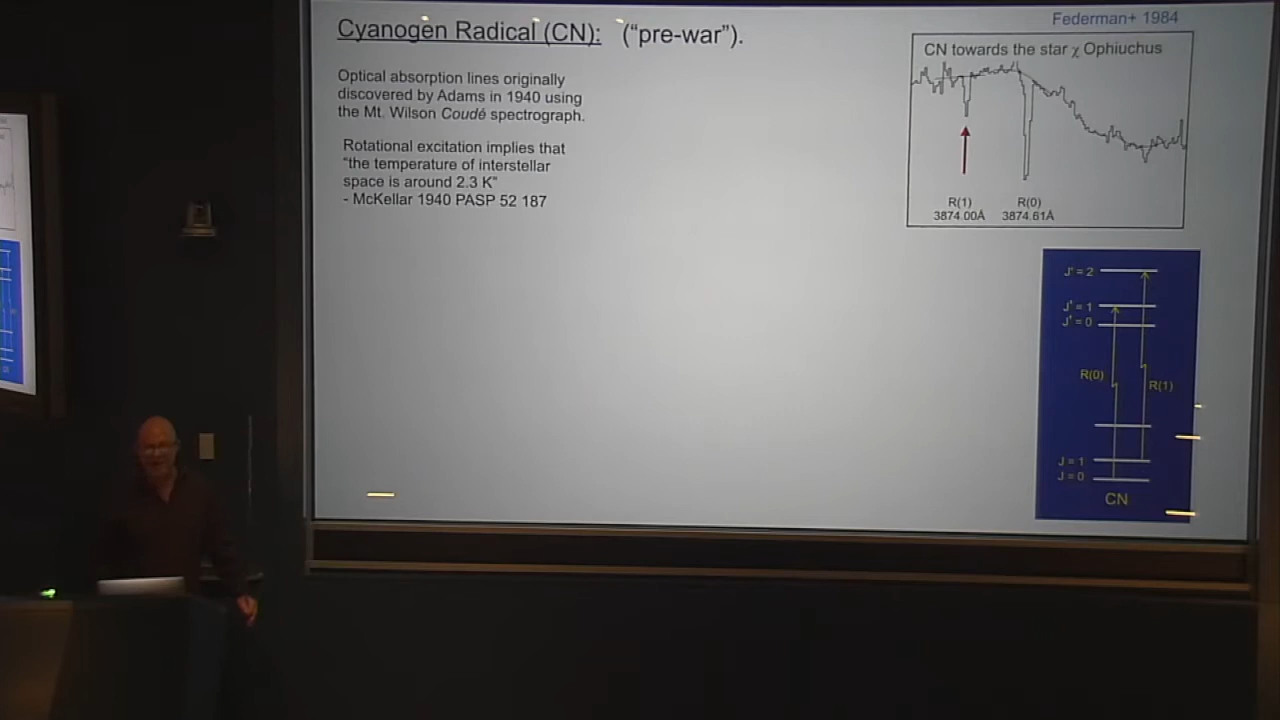 Cyanogen Radical (CN): ("pre-war").
Optical absorption lines originally
discovered by Adams in 1940 using
the Mt. Wilson Coudé spectrograph.
Rotational excitation implies that
"the temperature of interstellar
space is around 2.3 K"
- McKellar 1940 PASP 52 187
Federman+ 1984
CN towards the star χ Ophiuchus
R(1) R(0)
3874.00Å 3874.61Å
J' = 2
J' = 1
J' = 0
R(0)
R(1)
J = 1
J = 0
CN